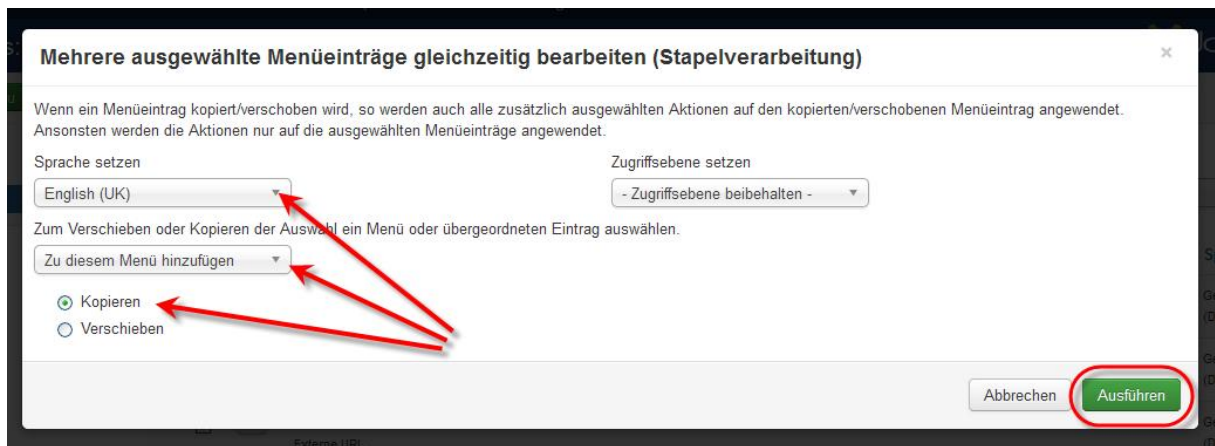 Mehrere ausgewählte Menüeinträge gleichzeitig bearbeiten (Stapelverarbeitung)
×
Wenn ein Menüeintrag kopiert/verschoben wird, so werden auch alle zusätzlich ausgewählten Aktionen auf den kopierten/verschobenen Menüeintrag angewendet.
Ansonsten werden die Aktionen nur auf die ausgewählten Menüeinträge angewendet.
Sprache setzen
Zugriffsebene setzen
English (UK)
- Zugriffsebene beibehalten -
Zum Verschieben oder Kopieren der Auswahl ein Menü oder übergeordneten Eintrag auswählen.
Zu diesem Menü hinzufügen
Kopieren
Verschieben
Abbrechen
Ausführen
Externe URL